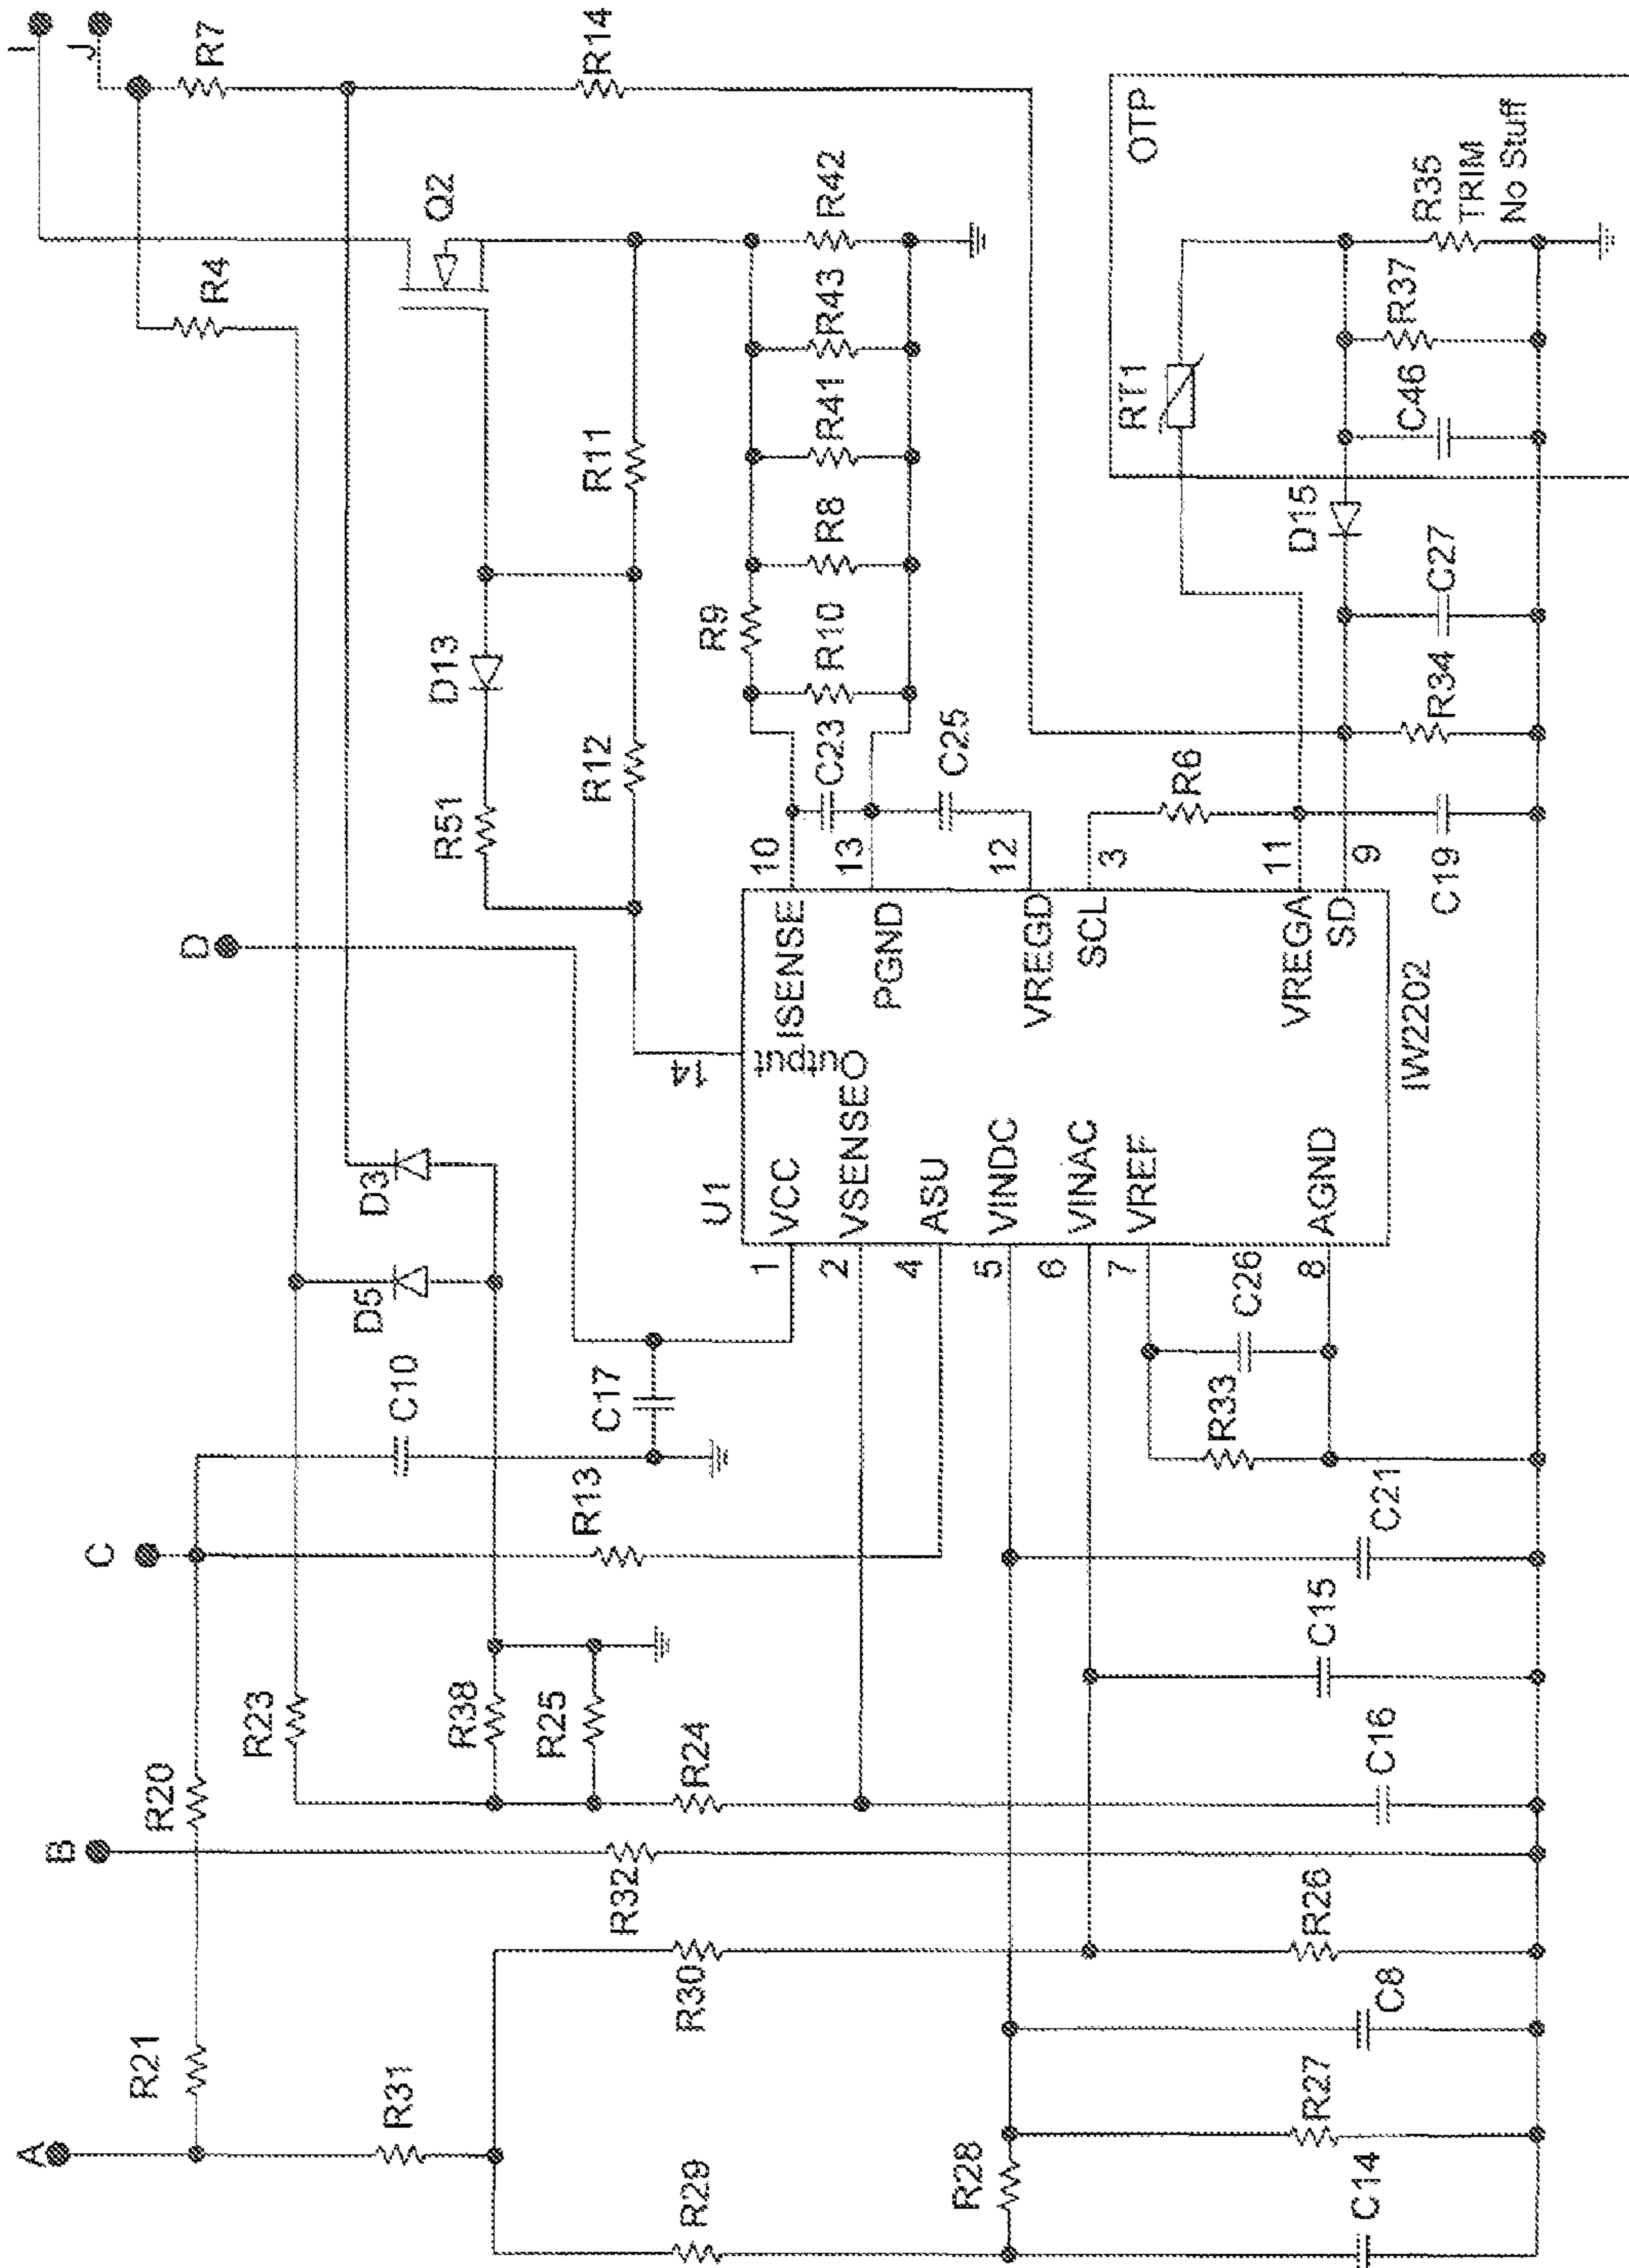 I
J
R7
R14
R4
Q2
OTP
R42
R43
R41
R8
R10
R9
R11
R12
D13
R51
RT1
R35
TRIM
No Stuff
R37
C46
D15
C27
R34
C23
C25
R6
C19
10
13
12
3
11
9
D
14
ISENSE
PGND
VREGD
SCL
VREGA
SD
Output
IW2202
U1
VCC
VSENSE
ASU
VINDC
VINAC
VREF
AGND
1
2
4
5
6
7
8
D3
D5
C10
C17
R13
C
C26
R33
C21
C15
C16
R23
R38
R25
R24
R20
B
R32
R30
R26
C8
R27
R21
A
R31
R29
R28
C14